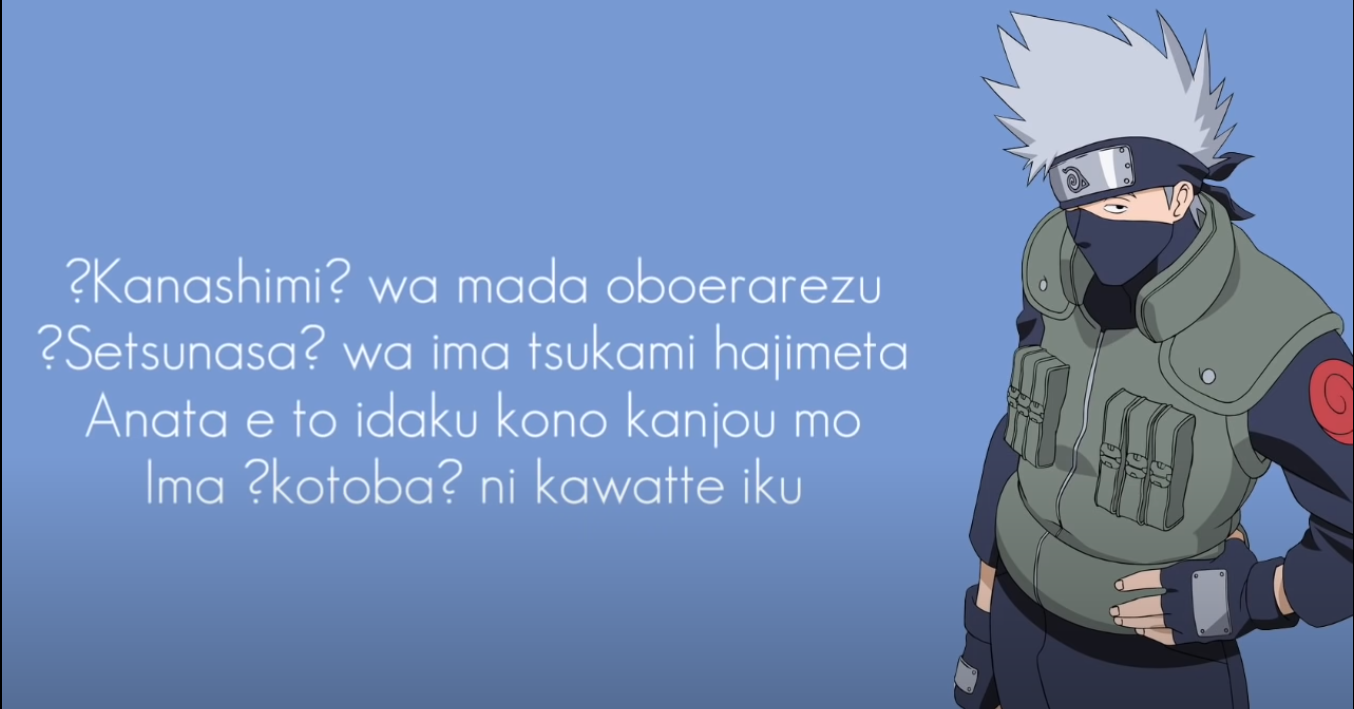 ?Kanashimi? wa mada oboerarezu
?Setsunasa? wa ima tsukami hajimeta
Anata e to idaku kono kanjou mo
Ima ?kotoba? ni kawatte iku